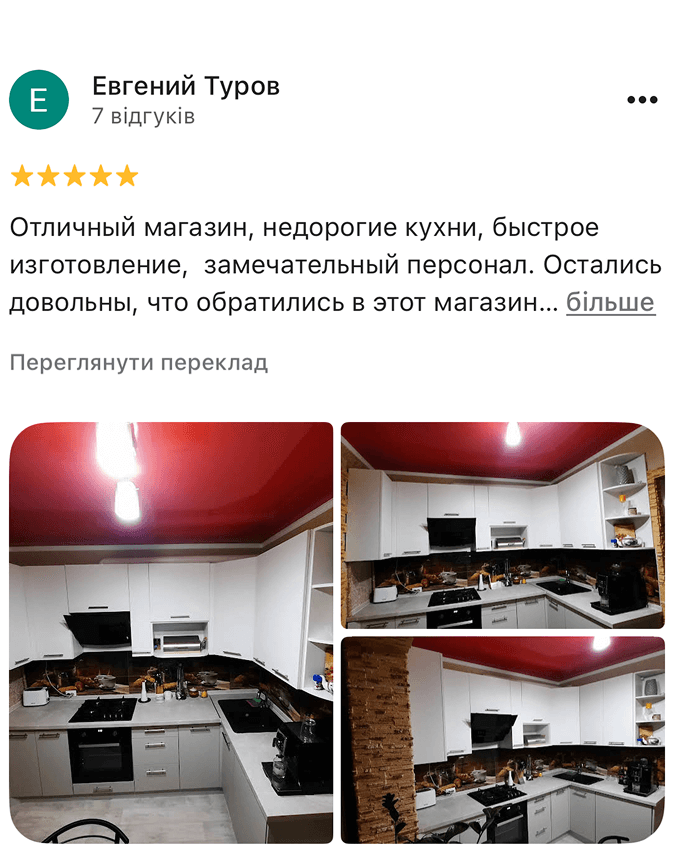 Е
Евгений Туров
7 відгуків
Отличный магазин, недорогие кухни, быстрое
изготовление, замечательный персонал. Остались
довольны, что обратились в этот магазин... більше
Переглянути переклад